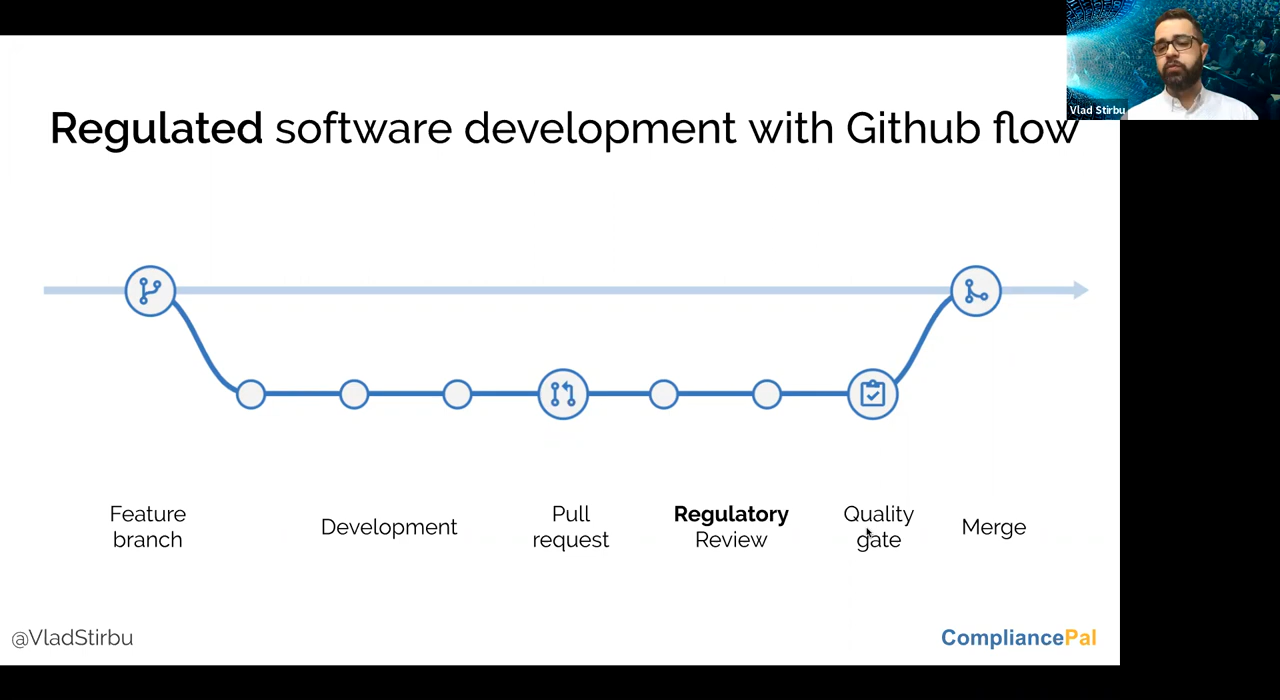 Vlad Stirbu
Regulated software development with Github flow
Feature
branch
Development
Pull
request
Regulatory
Review
Quality
gate
Merge
@VladStirbu
CompliancePal